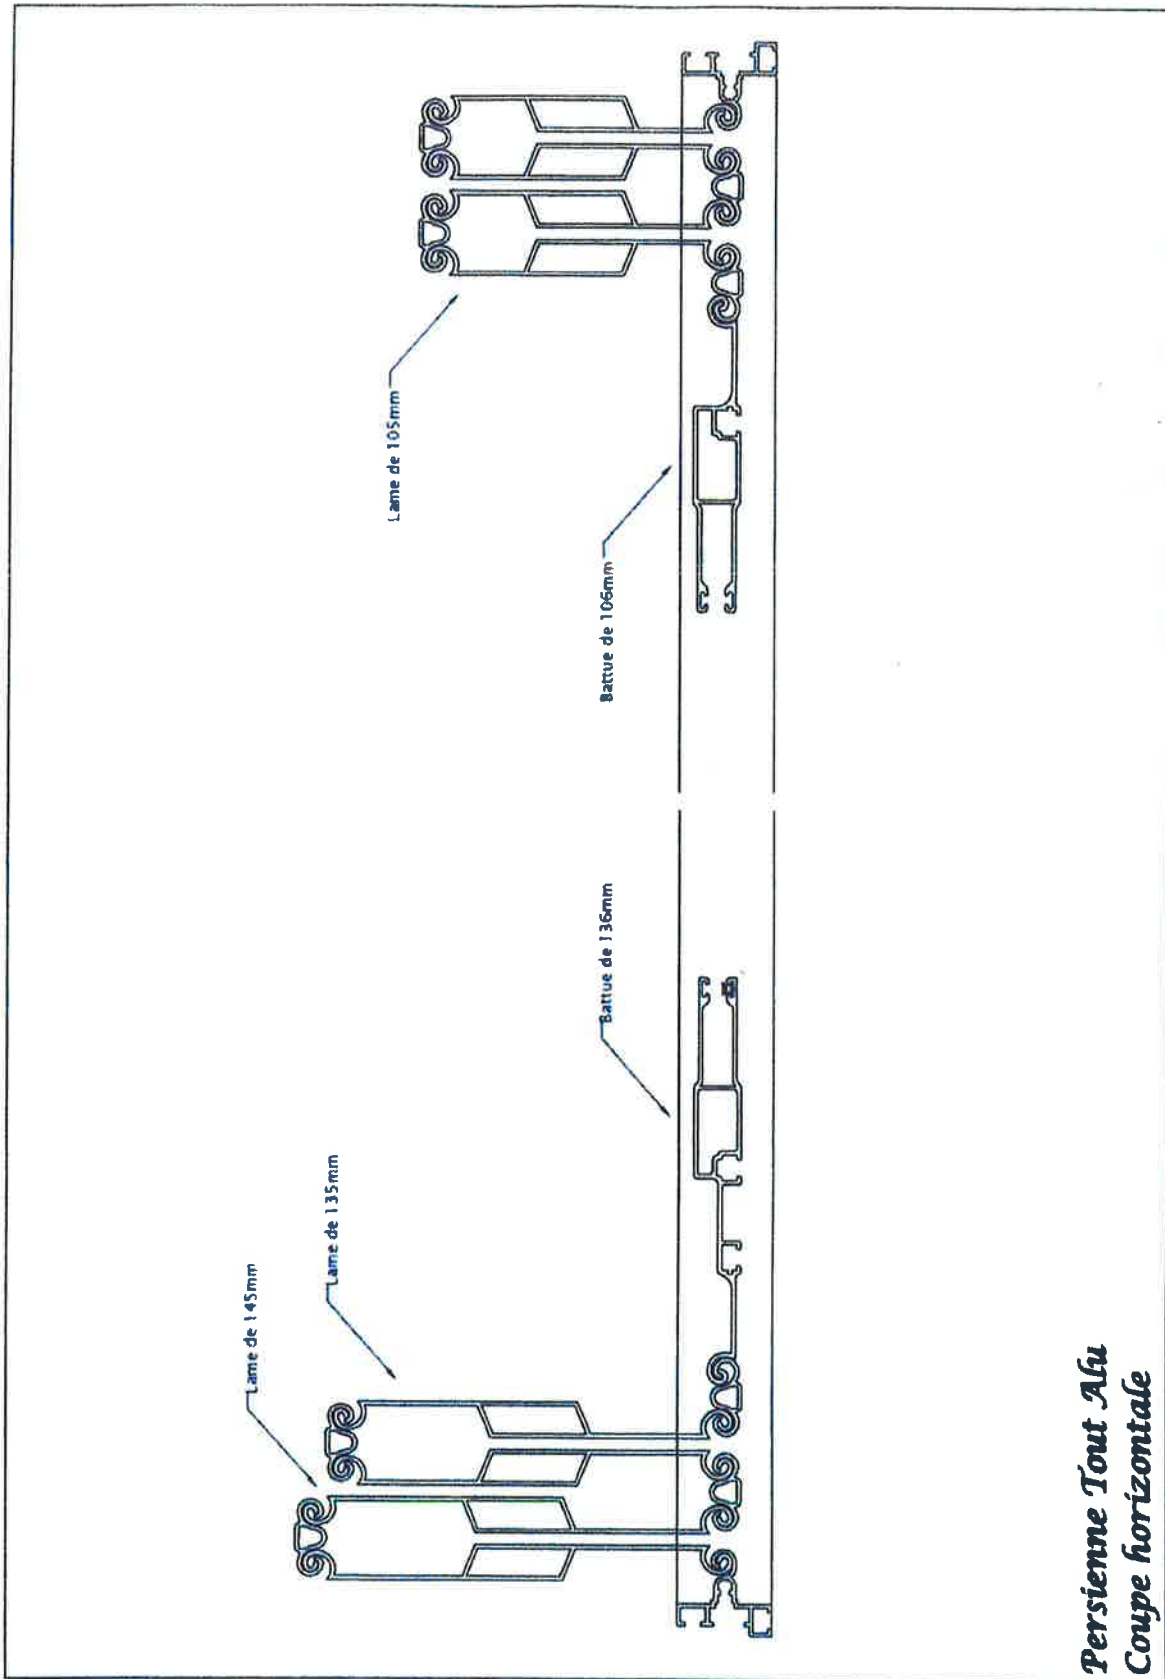 Lame de 145mm
Lame de 135mm
Battue de 136mm
Battue de 106mm
Lame de 105mm
Persienne Tout Alu
Coupe horizontale